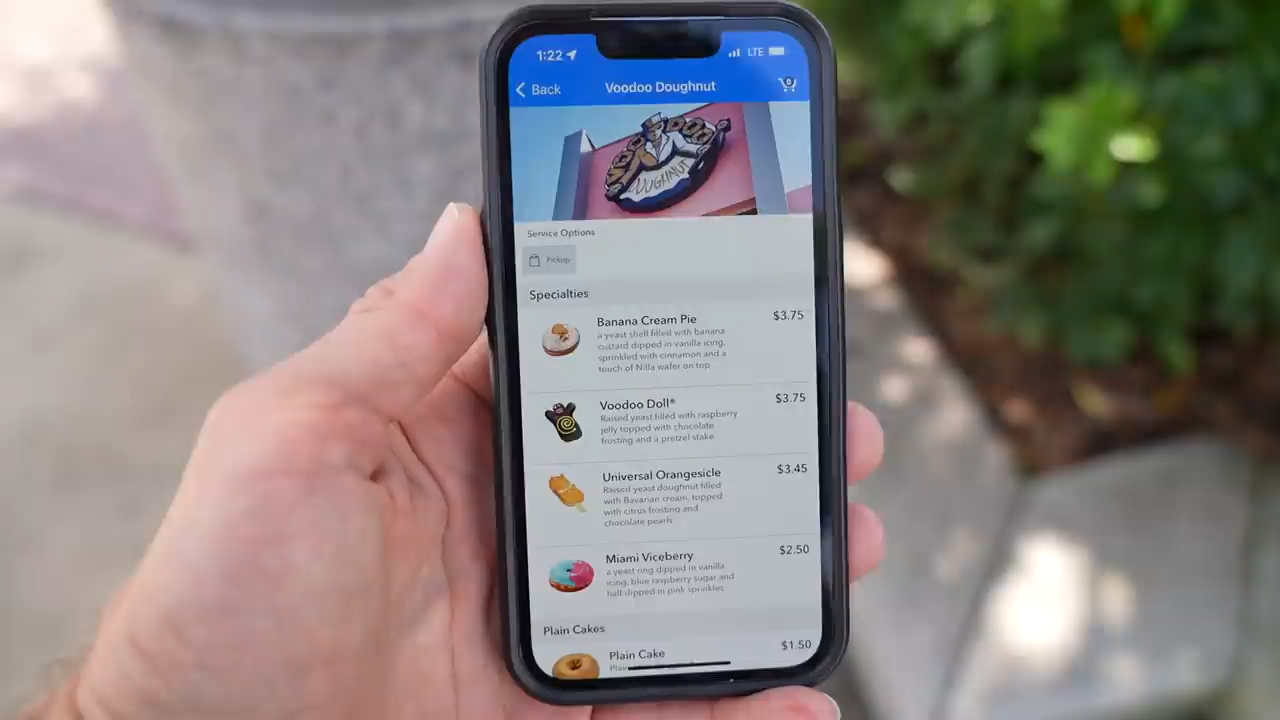 1:22 LTE
Back Voodoo Doughnut 0
VOODOO
DOUGHNUT
Service Options
Pickup
Specialties
Banana Cream Pie $3.75
a yeast shell filled with banana
custard dipped in vanilla icing,
sprinkled with cinnamon and a
touch of Nilla wafer on top
Voodoo Doll® $3.75
Raised yeast filled with raspberry
jelly topped with chocolate
frosting and a pretzel stake
Universal Orangesicle $3.45
Raised yeast doughnut filled
with Bavarian cream, topped
with citrus frosting and
chocolate pearls
Miami Viceberry $2.50
a yeast ring dipped in vanilla
icing, blue raspberry sugar and
half dipped in pink sprinkles
Plain Cakes
Plain Cake $1.50